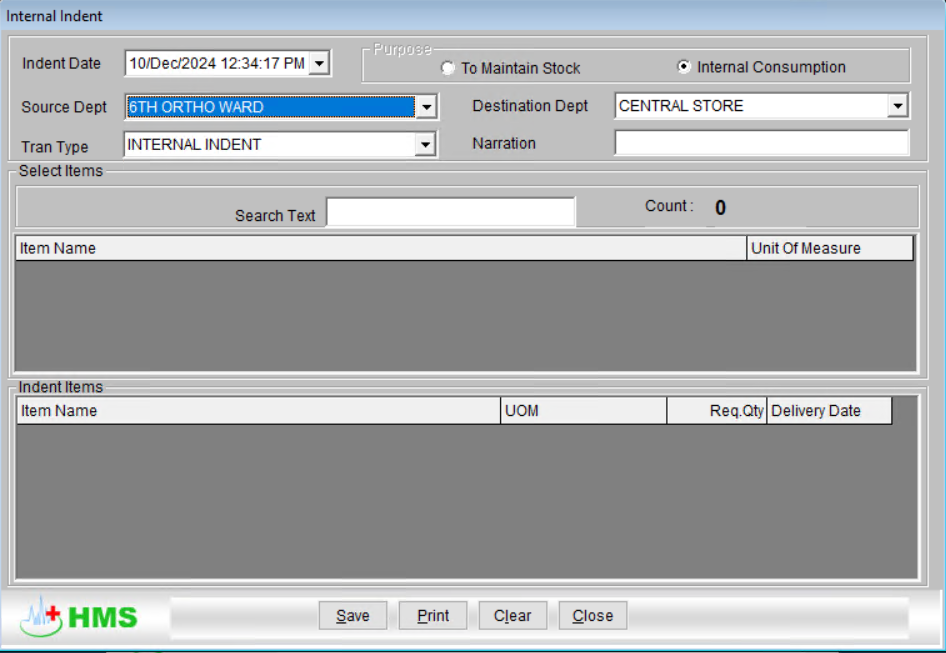 Internal Indent
Indent Date 10/Dec/2024 12:34:17 PM
Purpose
To Maintain Stock Internal Consumption
Source Dept 6TH ORTHO WARD Destination Dept CENTRAL STORE
Tran Type INTERNAL INDENT Narration
Select Items
Search Text Count : 0
Item Name Unit Of Measure
Indent Items
Item Name UOM Req.Qty Delivery Date
HMS Save Print Clear Close